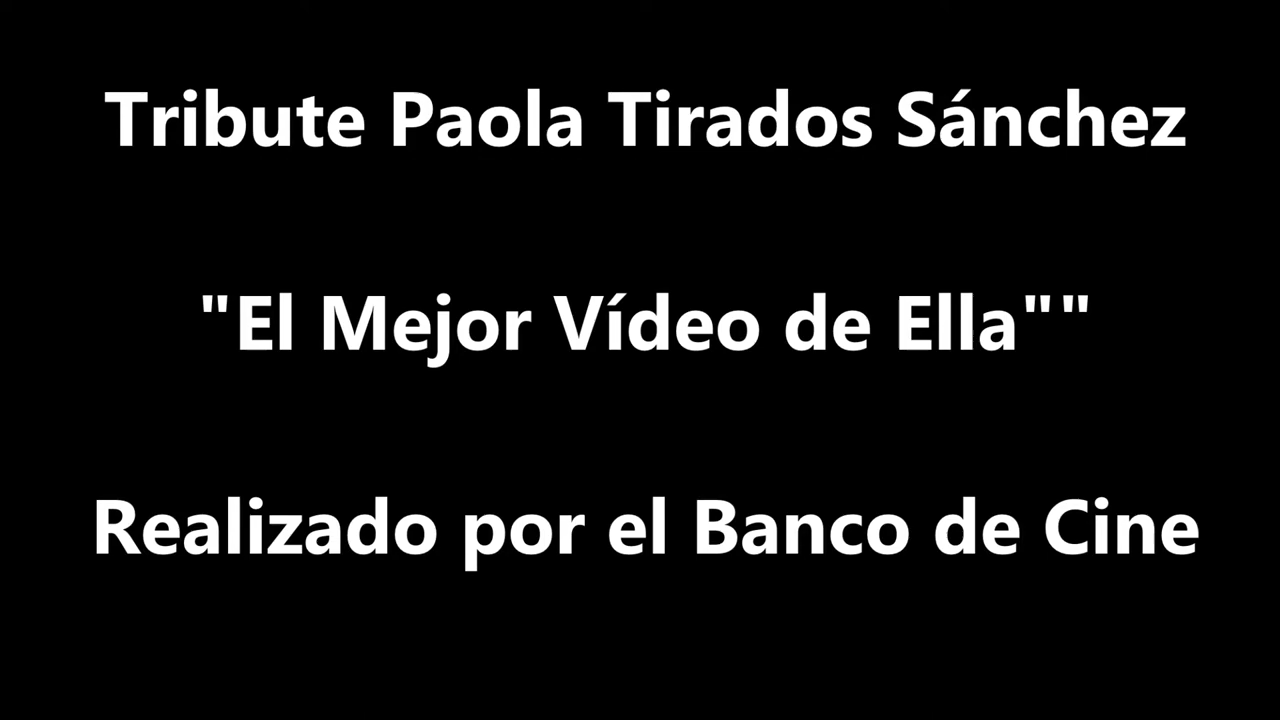 Tribute Paola Tirados Sánchez
"El Mejor Vídeo de Ella""
Realizado por el Banco de Cine